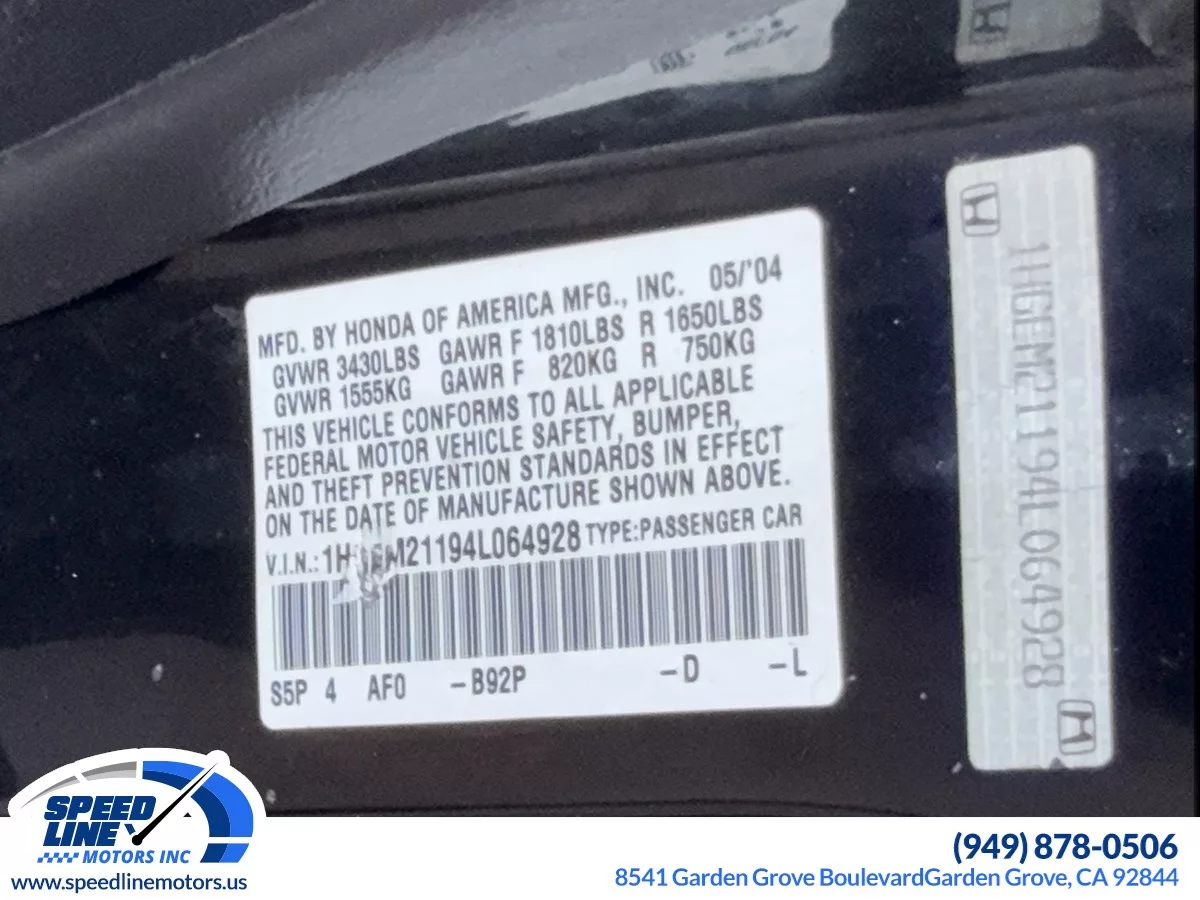 MFD. BY HONDA OF AMERICA MFG., INC. 05/'04
GVWR 3430LBS GAWR F 1810LBS R 1650LBS
GVWR 1555KG GAWR F 820KG R 750KG
THIS VEHICLE CONFORMS TO ALL APPLICABLE
FEDERAL MOTOR VEHICLE SAFETY, BUMPER,
AND THEFT PREVENTION STANDARDS IN EFFECT
ON THE DATE OF MANUFACTURE SHOWN ABOVE.
V.I.N.: 1HGEM21194L064928 TYPE:PASSENGER CAR
S5P 4 AF0 -B92P -D -L
1HGEM21194L064928
SPEED
LINE
MOTORS INC
www.speedlinemotors.us
(949) 878-0506
8541 Garden Grove BoulevardGarden Grove, CA 92844